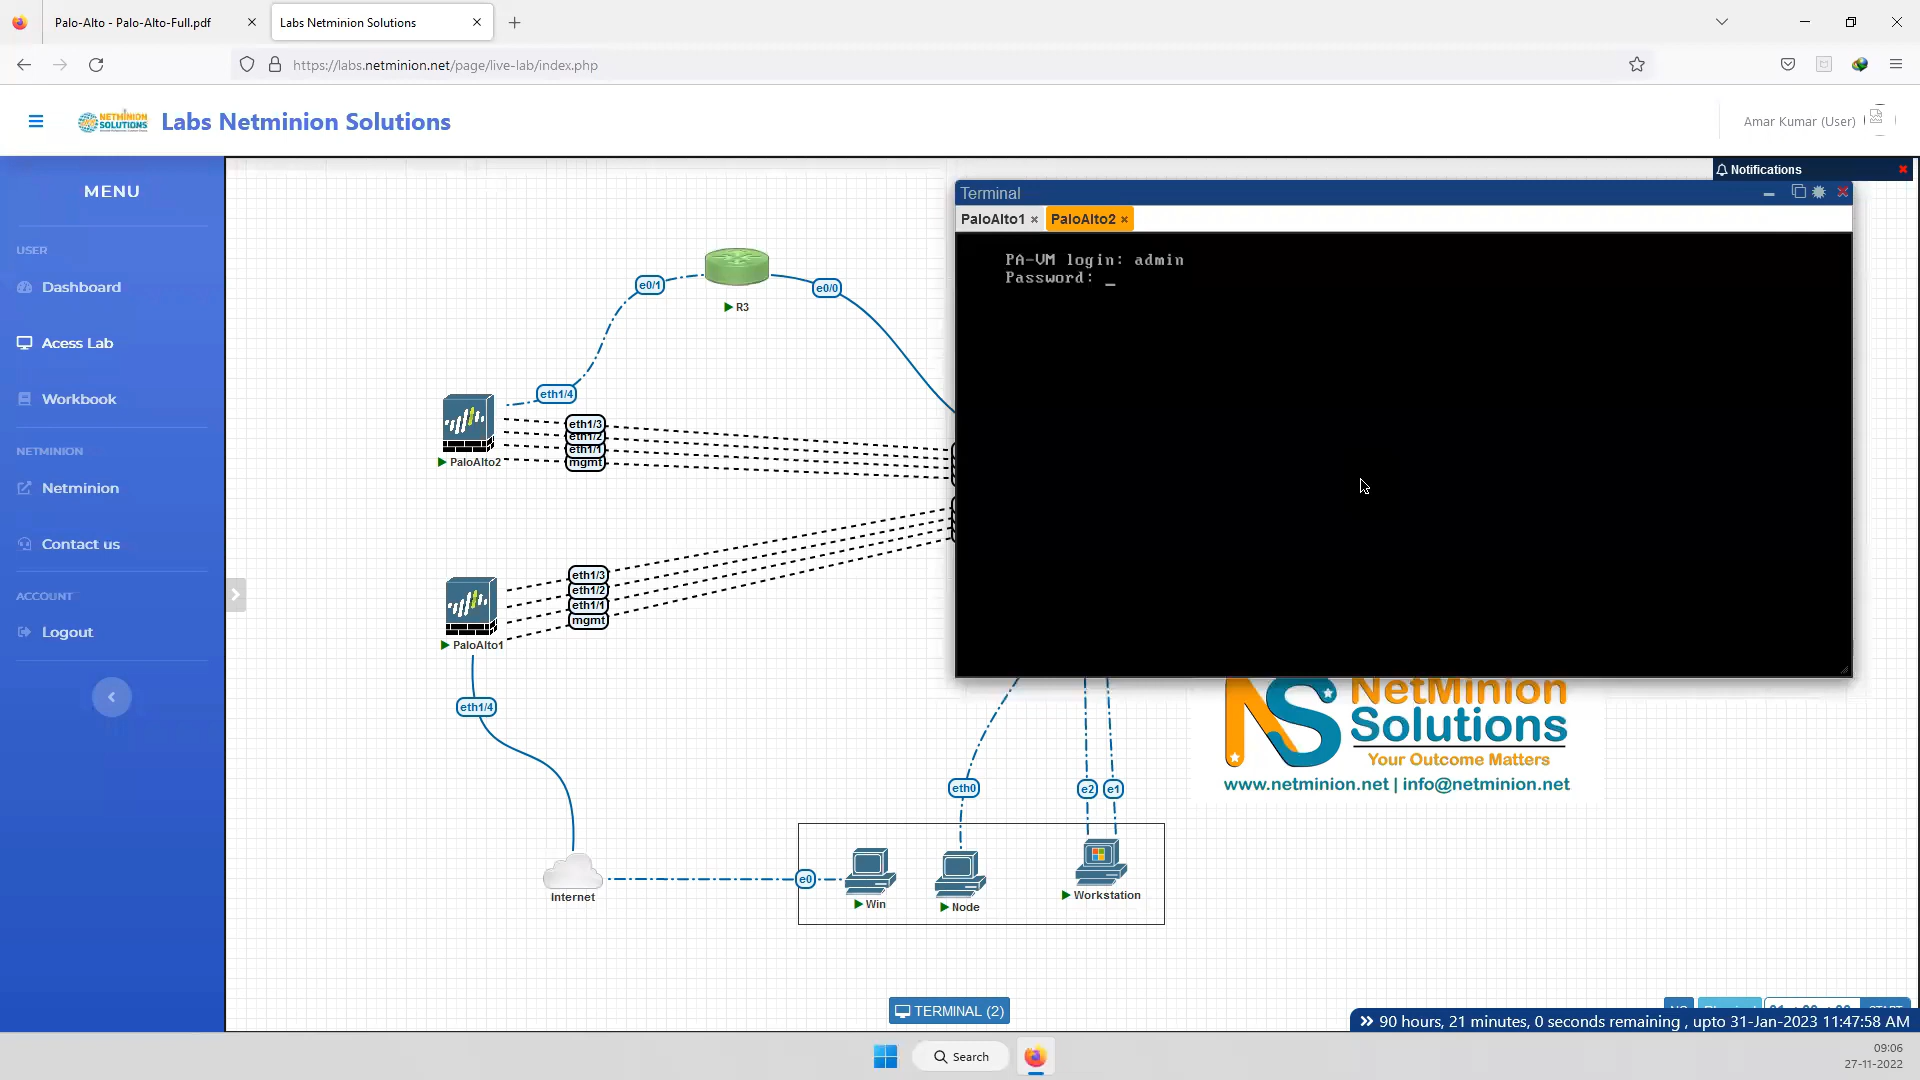 Palo-Alto - Palo-Alto-Full.pdf
Labs Netminion Solutions
https://labs.netminion.net/page/live-lab/index.php
NETMINION
SOLUTIONS
Labs Netminion Solutions
Amar Kumar (User)
MENU
USER
Dashboard
Acess Lab
Workbook
NETMINION
Netminion
Contact us
ACCOUNT
Logout
Notifications
Terminal
PaloAlto1 ×
PaloAlto2 ×
PA-VM login: admin
Password: _
e0/1
R3
e0/0
eth1/4
eth1/3
eth1/2
eth1/1
mgmt
PaloAlto2
eth1/3
eth1/2
eth1/1
mgmt
PaloAlto1
eth1/4
Internet
eth0
e2
e1
e0
Win
Node
Workstation
NS
NetMinion
Solutions
Your Outcome Matters
www.netminion.net | info@netminion.net
TERMINAL (2)
90 hours, 21 minutes, 0 seconds remaining , upto 31-Jan-2023 11:47:58 AM
Search
09:06
27-11-2022